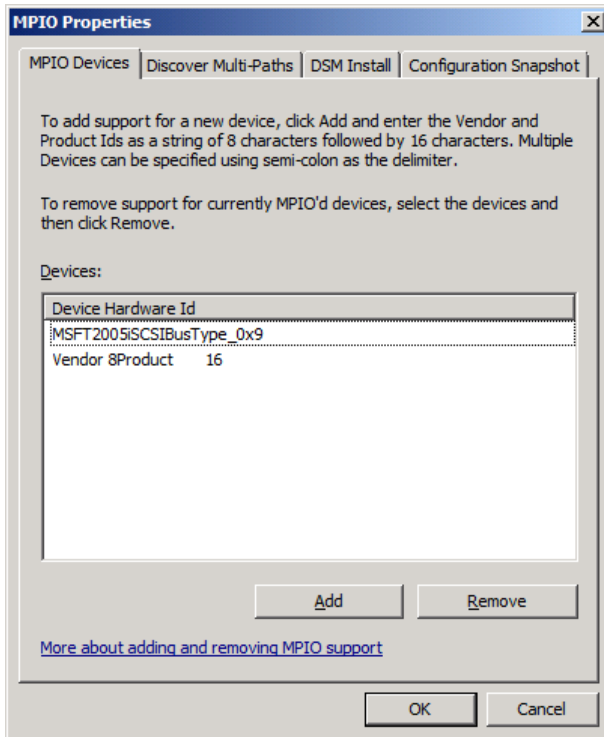 MPIO Properties
MPIO Devices Discover Multi-Paths DSM Install Configuration Snapshot
To add support for a new device, click Add and enter the Vendor and
Product Ids as a string of 8 characters followed by 16 characters. Multiple
Devices can be specified using semi-colon as the delimiter.
To remove support for currently MPIO'd devices, select the devices and
then click Remove.
Devices:
Device Hardware Id
MSFT2005iSCSIBusType_0x9
Vendor 8Product      16
Add Remove
More about adding and removing MPIO support
OK Cancel